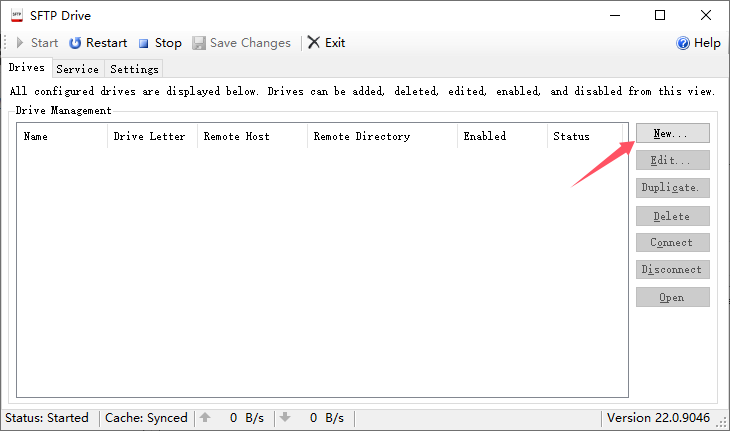 SFTP Drive
Start Restart Stop Save Changes Exit Help
Drives Service Settings
All configured drives are displayed below. Drives can be added, deleted, edited, enabled, and disabled from this view.
Drive Management
Name Drive Letter Remote Host Remote Directory Enabled Status
New...
Edit...
Duplicate.
Delete
Connect
Disconnect
Open
Status: Started Cache: Synced 0 B/s 0 B/s Version 22.0.9046